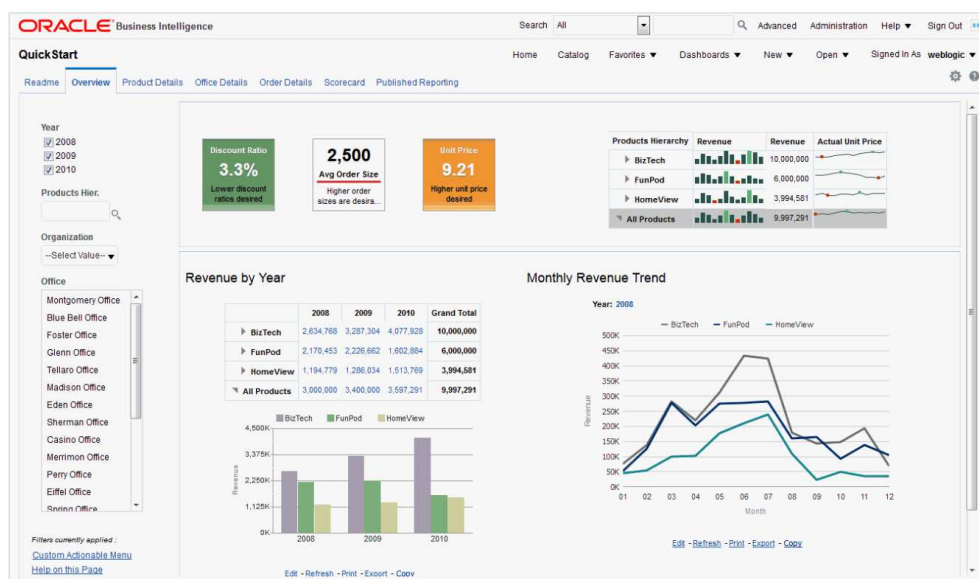 ORACLE Business Intelligence
Search All Advanced Administration Help Sign Out
QuickStart
Home Catalog Favorites Dashboards New Open Signed In As weblogic
Readme Overview Product Details Office Details Order Details Scorecard Published Reporting
Year
2008
2009
2010
Products Hier.
Organization
--Select Value--
Office
Montgomery Office
Blue Bell Office
Foster Office
Glenn Office
Tellaro Office
Madison Office
Eden Office
Sherman Office
Casino Office
Merrimon Office
Perry Office
Eiffel Office
Spring Office
Filters currently applied :
Custom Actionable Menu
Help on this Page
Discount Ratio
3.3%
Lower discount
ratios desired
2,500
Avg Order Size
Higher order
sizes are desira...
Unit Price
9.21
Higher unit price
desired
Products Hierarchy Revenue Revenue Actual Unit Price
BizTech 10,000,000
FunPod 6,000,000
HomeView 3,994,581
All Products 9,997,291
Revenue by Year
2008 2009 2010 Grand Total
BizTech 2,634,768 3,287,304 4,077,928 10,000,000
FunPod 2,170,453 2,226,662 1,602,884 6,000,000
HomeView 1,194,779 1,286,034 1,513,769 3,994,581
All Products 3,000,000 3,400,000 3,597,291 9,997,291
BizTech FunPod HomeView
4,500K
3,375K
2,250K
1,125K
0K
Revenue
2008 2009 2010
Edit - Refresh - Print - Export - Copy
Monthly Revenue Trend
Year: 2008
BizTech FunPod HomeView
500K
450K
400K
350K
300K
250K
200K
150K
100K
50K
0K
Revenue
01 02 03 04 05 06 07 08 09 10 11 12
Month
Edit - Refresh - Print - Export - Copy